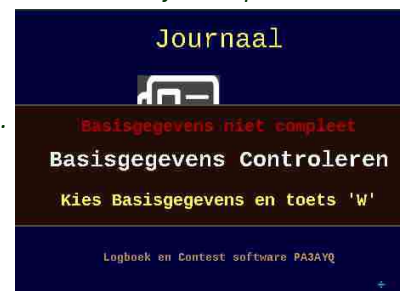 Journaal
Basisgegevens niet compleet
Basisgegevens Controleren
Kies Basisgegevens en toets 'W'
Logboek en Contest software PA3AYQ